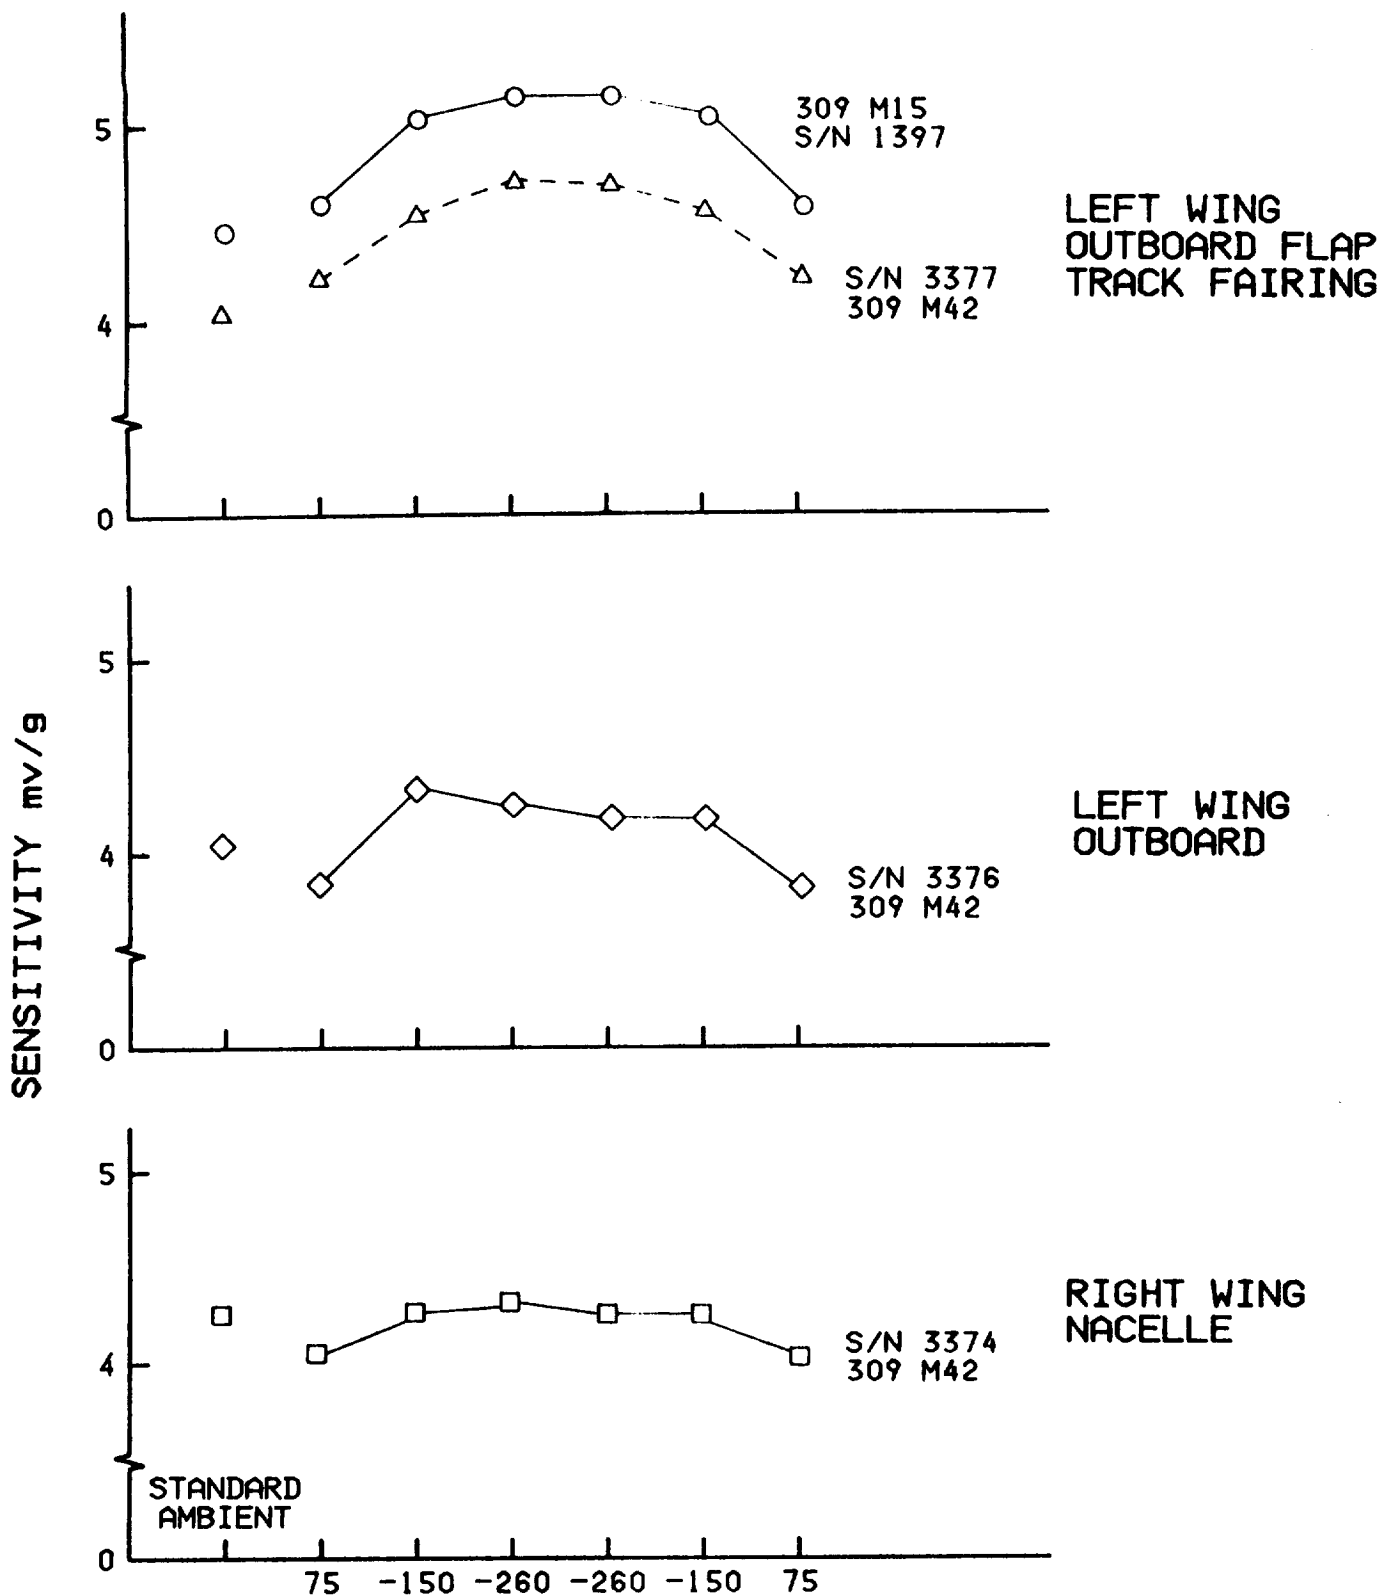 5
4
0
309 M15
S/N 1397
S/N 3377
309 M42
LEFT WING
OUTBOARD FLAP
TRACK FAIRING
SENSITIVITY mv/g
5
4
0
S/N 3376
309 M42
LEFT WING
OUTBOARD
5
4
0
S/N 3374
309 M42
RIGHT WING
NACELLE
STANDARD
AMBIENT
75 -150 -260 -260 -150 75